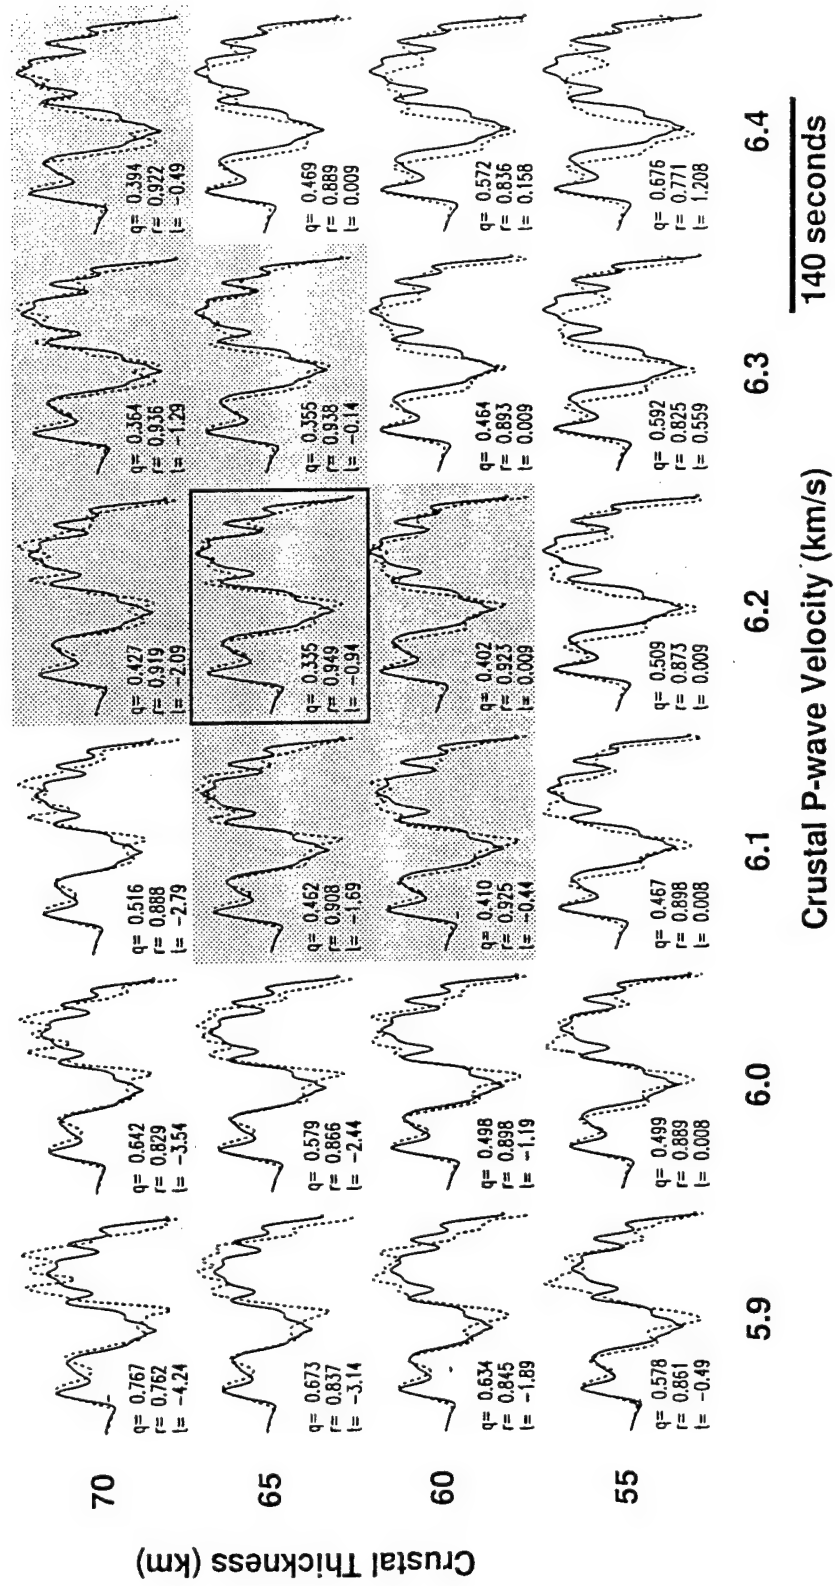 Crustal Thickness (km)
70
q= 0.767
r= 0.762
t= -4.24
q= 0.642
r= 0.829
t= -3.54
q= 0.516
r= 0.888
t= -2.79
q= 0.427
r= 0.919
t= -2.09
q= 0.364
r= 0.936
t= -1.29
q= 0.394
r= 0.922
t= -0.49
65
q= 0.673
r= 0.837
t= -3.14
q= 0.579
r= 0.866
t= -2.44
q= 0.462
r= 0.908
t= -1.69
q= 0.335
r= 0.949
t= -0.94
q= 0.355
r= 0.938
t= -0.14
q= 0.469
r= 0.889
t= 0.009
60
q= 0.634
r= 0.845
t= -1.89
q= 0.498
r= 0.898
t= -1.19
q= 0.410
r= 0.925
t= -0.44
q= 0.402
r= 0.923
t= 0.009
q= 0.464
r= 0.893
t= 0.009
q= 0.572
r= 0.836
t= 0.158
55
q= 0.578
r= 0.861
t= -0.49
q= 0.499
r= 0.889
t= 0.008
q= 0.467
r= 0.898
t= 0.008
q= 0.509
r= 0.873
t= 0.009
q= 0.592
r= 0.825
t= 0.559
q= 0.676
r= 0.771
t= 1.208
5.9 6.0 6.1 6.2 6.3 6.4
Crustal P-wave Velocity (km/s)
140 seconds